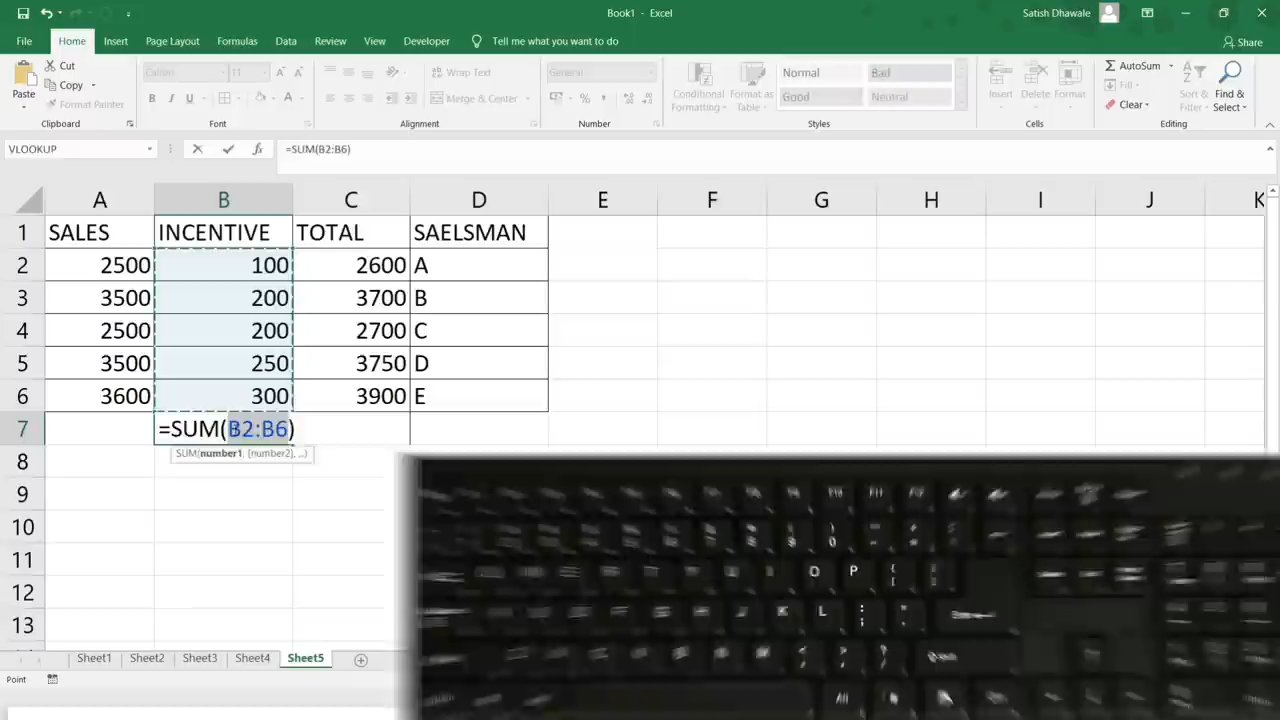 Book1 - Excel
Satish Dhawale
File Home Insert Page Layout Formulas Data Review View Developer Tell me what you want to do Share
Paste
Cut
Copy
Format Painter
Clipboard
Calibri 11
B I U A
Font
Wrap Text
Merge & Center
Alignment
General
%
Number
Conditional Formatting
Format as Table
Normal Bad
Good Neutral
Styles
Insert Delete Format
Cells
AutoSum
Fill
Clear
Sort & Filter
Find & Select
Editing
VLOOKUP fx =SUM(B2:B6)
A B C D E F G H I J K
1 SALES INCENTIVE TOTAL SAELSMAN
2 2500 100 2600 A
3 3500 200 3700 B
4 2500 200 2700 C
5 3500 250 3750 D
6 3600 300 3900 E
7 =SUM(B2:B6)
SUM(number1, [number2], ...)
8
9
10
11
12
13
O P { [
L : ; "
Sheet1 Sheet2 Sheet3 Sheet4 Sheet5
Point